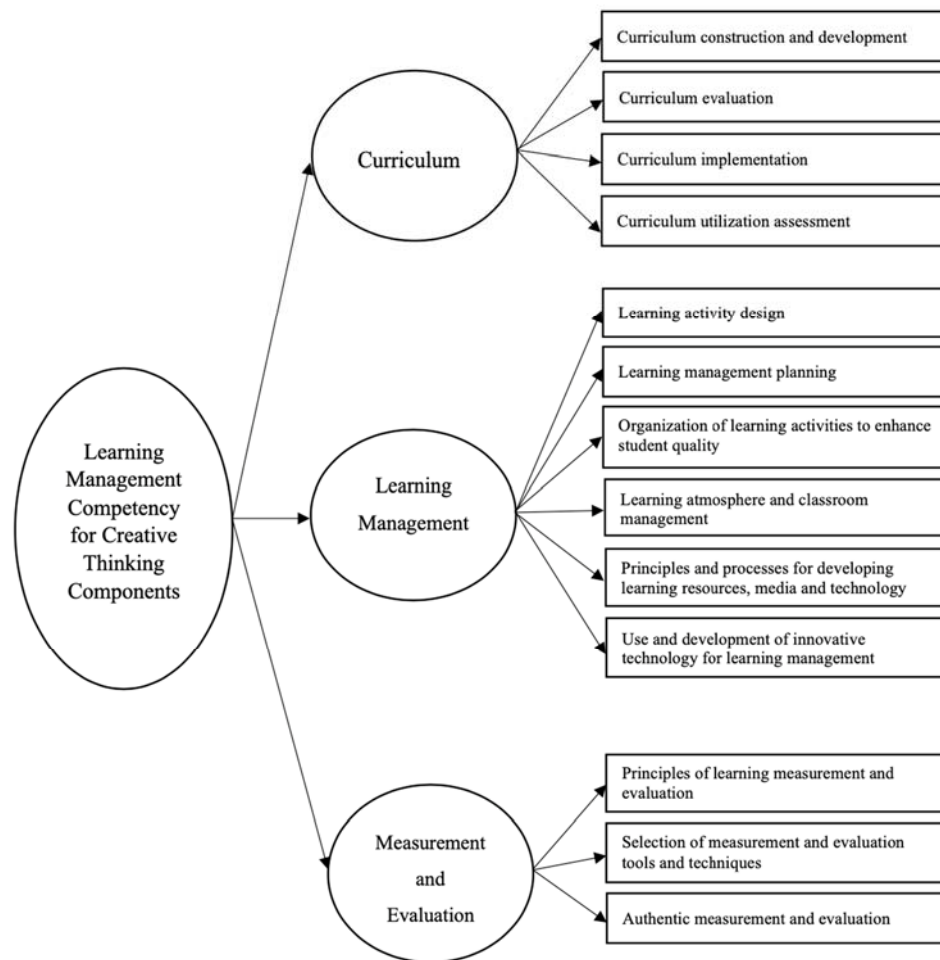 Learning
Management
Competency
for Creative
Thinking
Components
Curriculum
Curriculum construction and development
Curriculum evaluation
Curriculum implementation
Curriculum utilization assessment
Learning
Management
Learning activity design
Learning management planning
Organization of learning activities to enhance
student quality
Learning atmosphere and classroom
management
Principles and processes for developing
learning resources, media and technology
Use and development of innovative
technology for learning management
Measurement
and
Evaluation
Principles of learning measurement and
evaluation
Selection of measurement and evaluation
tools and techniques
Authentic measurement and evaluation